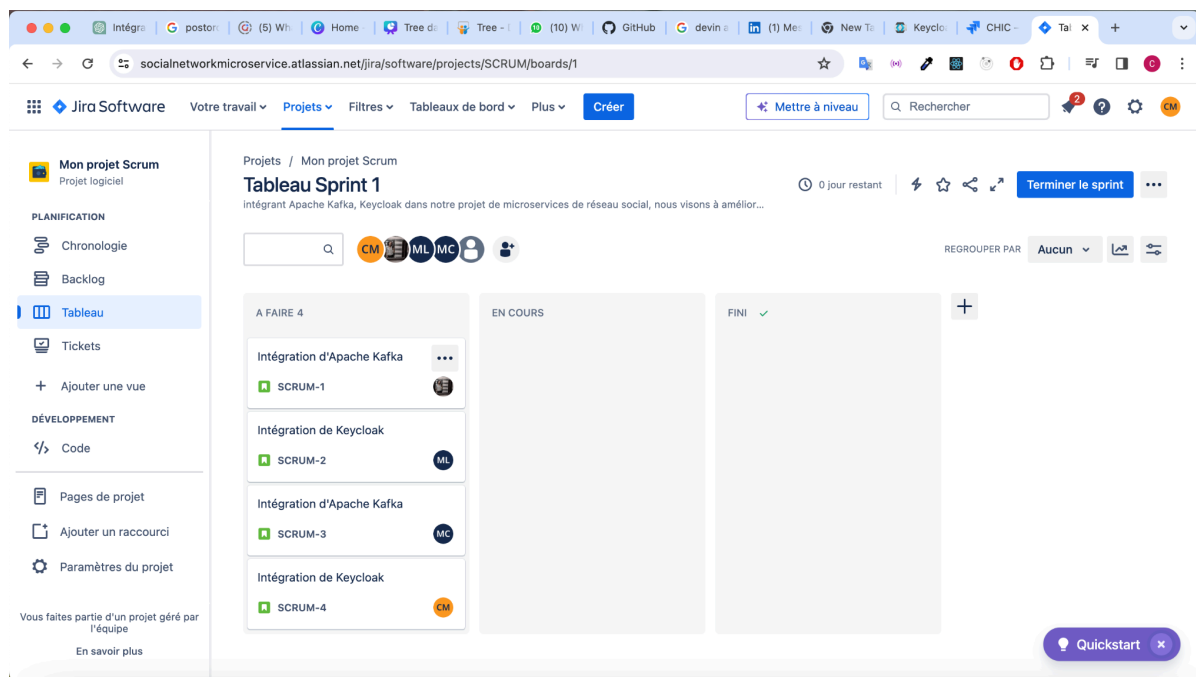 Intégra
postor
(5) Wh
Home
Tree da
Tree - I
(10) W
GitHub
devin a
(1) Mes
New Ta
Keyclo
CHIC -
Tal
socialnetworkmicroservice.atlassian.net/jira/software/projects/SCRUM/boards/1
Jira Software
Votre travail
Projets
Filtres
Tableaux de bord
Plus
Créer
Mettre à niveau
Rechercher
2
CM
Mon projet Scrum
Projet logiciel
PLANIFICATION
Chronologie
Backlog
Tableau
Tickets
Ajouter une vue
DÉVELOPPEMENT
Code
Pages de projet
Ajouter un raccourci
Paramètres du projet
Vous faites partie d'un projet géré par
l'équipe
En savoir plus
Projets / Mon projet Scrum
Tableau Sprint 1
0 jour restant
Terminer le sprint
intégrant Apache Kafka, Keycloak dans notre projet de microservices de réseau social, nous visons à amélior...
CM
ML
MC
REGROUPER PAR
Aucun
A FAIRE 4
Intégration d'Apache Kafka
SCRUM-1
Intégration de Keycloak
SCRUM-2
ML
Intégration d'Apache Kafka
SCRUM-3
MC
Intégration de Keycloak
SCRUM-4
CM
EN COURS
FINI
Quickstart